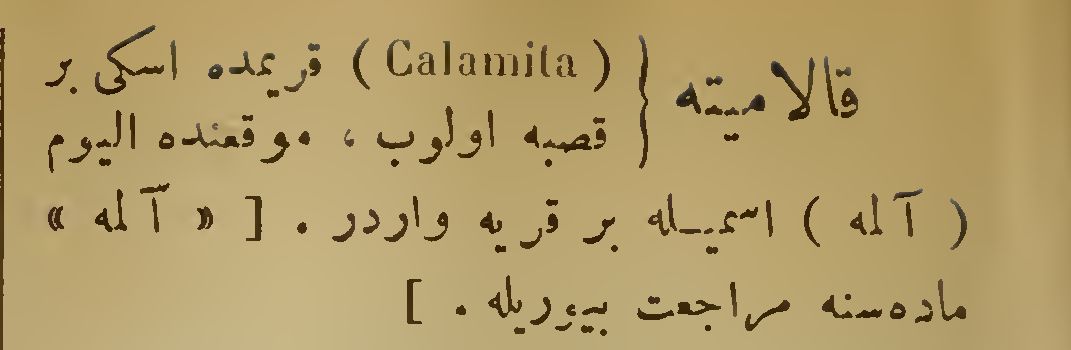 قالامیته { ( Calamita ) قریمده اسکی بر
قصبه اولوب ، موقعنده الیوم
( آلمه ) اسمیله بر قریه واردر . [ « آلمه »
ماده‌سنه مراجعت بیوریله . ]